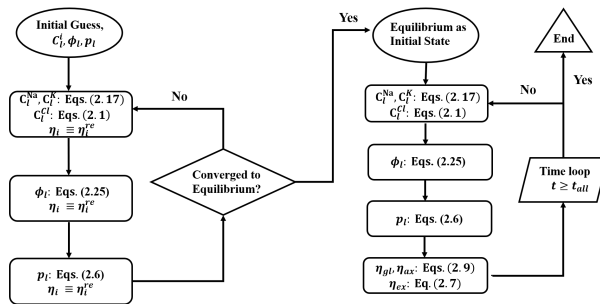 Initial Guess,
C_l^i, ϕ_l, p_l
C_l^Na, C_l^K: Eqs. (2.17)
C_l^Cl: Eqs. (2.1)
η_i ≡ η_i^re
ϕ_l: Eqs. (2.25)
η_i ≡ η_i^re
p_l: Eqs. (2.6)
η_i ≡ η_i^re
No
Converged to
Equilibrium?
Yes
Equilibrium as
Initial State
C_l^Na, C_l^K: Eqs. (2.17)
C_l^Cl: Eqs. (2.1)
ϕ_l: Eqs. (2.25)
p_l: Eqs. (2.6)
η_gl, η_ax: Eqs. (2.9)
η_ex: Eq. (2.7)
End
No
Yes
Time loop
t ≥ t_all